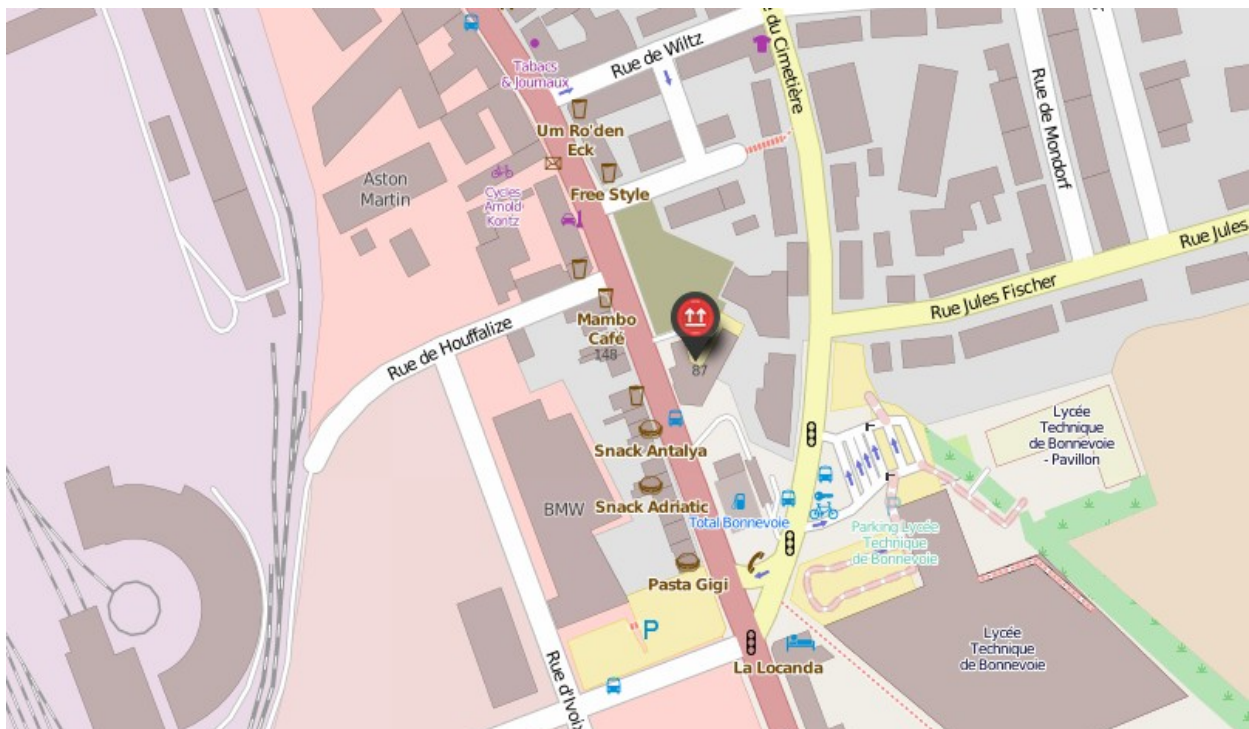 Rue de Wiltz
du Cimetière
Tabacs
& Journaux
Um Ro'den
Eck
Rue de Mondorf
Aston
Martin
Cycles
Arnold
Kontz
Free Style
Rue Jules
Rue Jules Fischer
Rue de Houffalize
Mambo
Café
148
87
Lycée
Technique
de Bonnevoie
- Pavillon
Snack Antalya
BMW
Snack Adriatic
Total Bonnevoie
Parking Lycée
Technique
de Bonnevoie
Pasta Gigi
P
Lycée
Technique
de Bonnevoie
La Locanda
Rue d'Ivoix